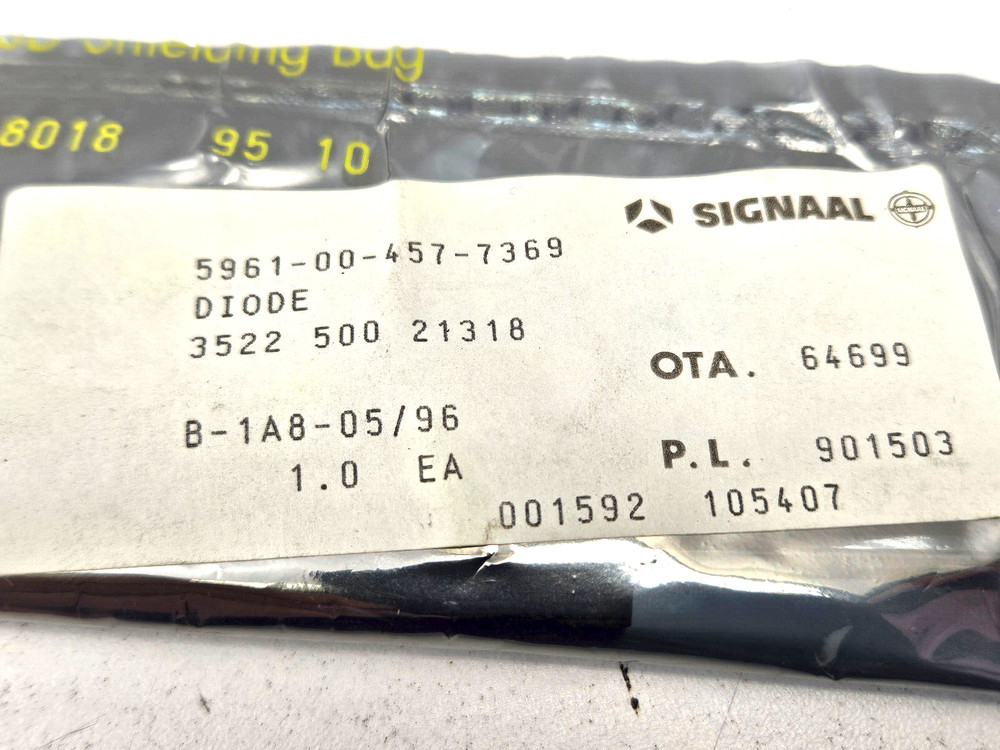 Shielding Bag
8018 95 10
SIGNAAL
5961-00-457-7369
DIODE
3522 500 21318
OTA. 64699
B-1A8-05/96
P.L. 901503
1.0 EA
001592 105407